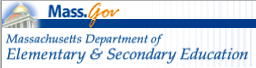 Mass.Gov
Massachusetts Department of
Elementary & Secondary Education